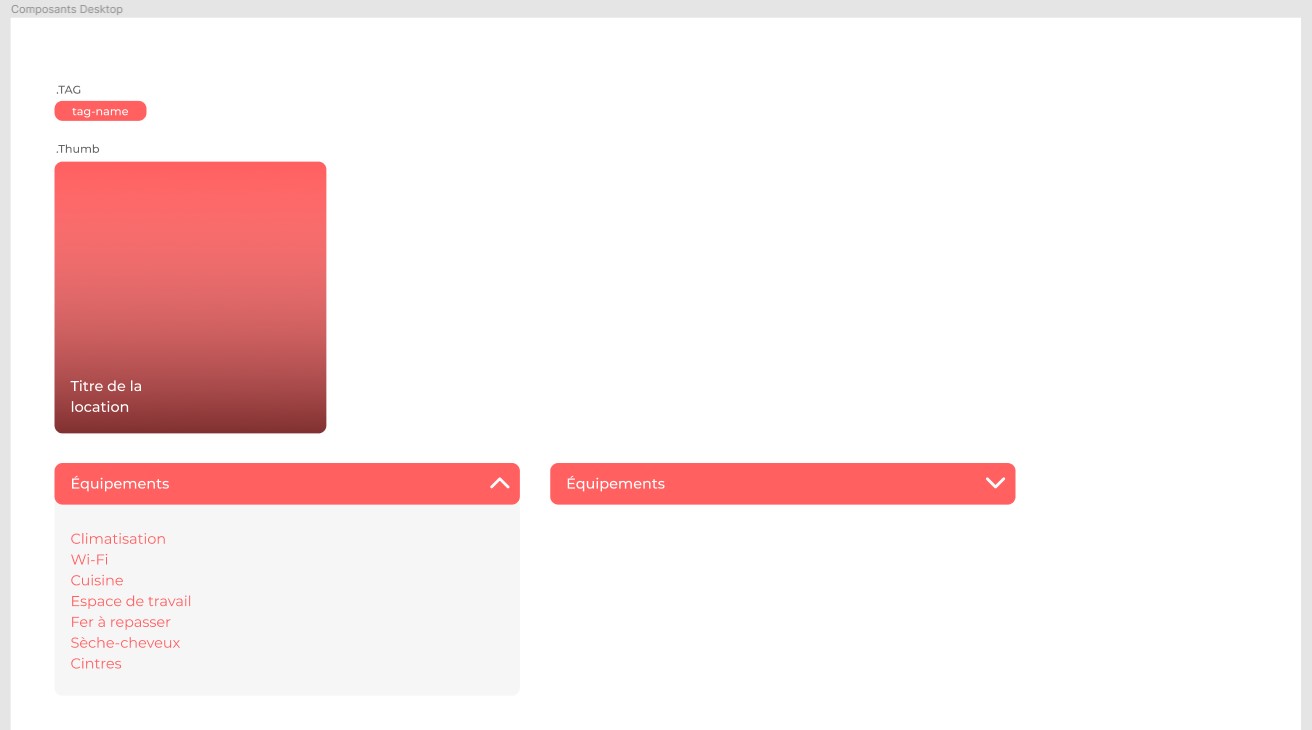 Composants Desktop
.TAG
tag-name
.Thumb
Titre de la
location
Équipements
Équipements
Climatisation
Wi-Fi
Cuisine
Espace de travail
Fer à repasser
Sèche-cheveux
Cintres